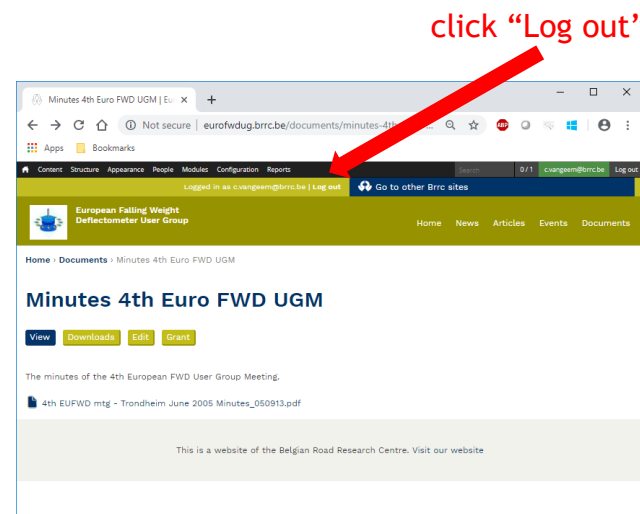 click “Log out’
Minutes 4th Euro FWD UGM | Eu
Not secure | eurofwdug.brrc.be/documents/minutes-4th-
Apps Bookmarks
Content Structure Appearance People Modules Configuration Reports Search 0 / 1 c.vangeem@brrc.be Log out
Logged in as c.vangeem@brrc.be | Log out Go to other Brrc sites
European Falling Weight
Deflectometer User Group
Home News Articles Events Documents
Home › Documents › Minutes 4th Euro FWD UGM
Minutes 4th Euro FWD UGM
View Downloads Edit Grant
The minutes of the 4th European FWD User Group Meeting.
4th EUFWD mtg - Trondheim June 2005 Minutes_050913.pdf
This is a website of the Belgian Road Research Centre. Visit our website